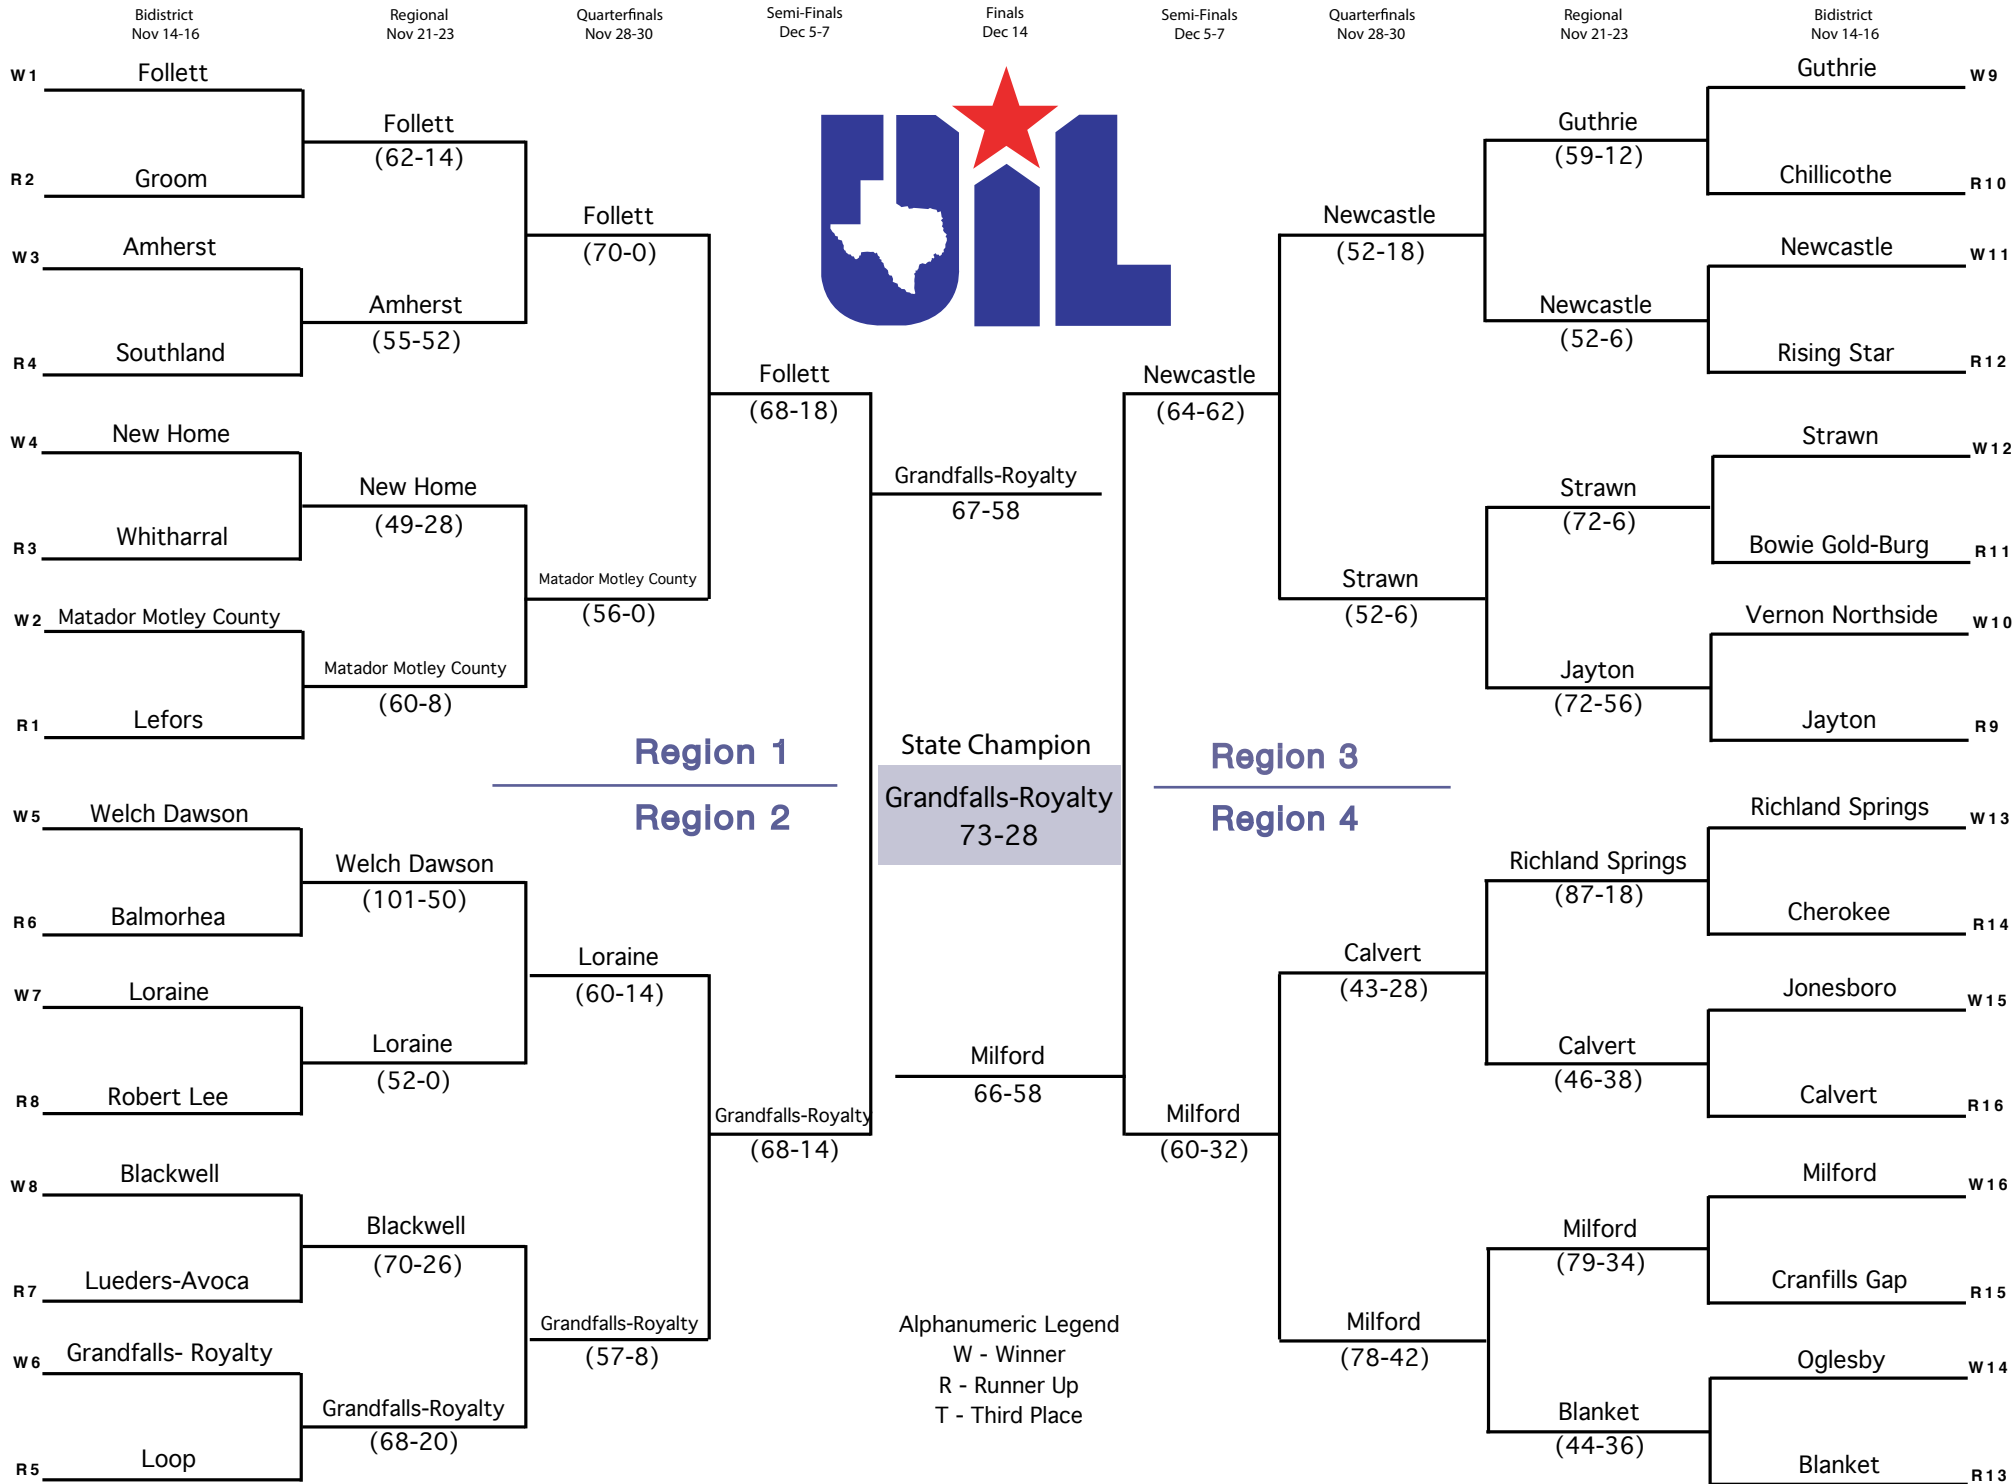 Bidistrict
Nov 14-16
Regional
Nov 21-23
Quarterfinals
Nov 28-30
Semi-Finals
Dec 5-7
Finals
Dec 14
Semi-Finals
Dec 5-7
Quarterfinals
Nov 28-30
Regional
Nov 21-23
Bidistrict
Nov 14-16
UIL
W 1 Follett
R 2 Groom
W 3 Amherst
R 4 Southland
W 4 New Home
R 3 Whitharral
W 2 Matador Motley County
R 1 Lefors
W 5 Welch Dawson
R 6 Balmorhea
W 7 Loraine
R 8 Robert Lee
W 8 Blackwell
R 7 Lueders-Avoca
W 6 Grandfalls- Royalty
R 5 Loop
Follett
(62-14)
Amherst
(55-52)
New Home
(49-28)
Matador Motley County
(60-8)
Welch Dawson
(101-50)
Loraine
(52-0)
Blackwell
(70-26)
Grandfalls-Royalty
(68-20)
Follett
(70-0)
Matador Motley County
(56-0)
Loraine
(60-14)
Grandfalls-Royalty
(57-8)
Follett
(68-18)
Grandfalls-Royalty
(68-14)
Region 1
Region 2
Grandfalls-Royalty
67-58
State Champion
Grandfalls-Royalty
73-28
Milford
66-58
Alphanumeric Legend
W - Winner
R - Runner Up
T - Third Place
Region 3
Region 4
Newcastle
(64-62)
Milford
(60-32)
Newcastle
(52-18)
Strawn
(52-6)
Calvert
(43-28)
Milford
(78-42)
Guthrie
(59-12)
Newcastle
(52-6)
Strawn
(72-6)
Jayton
(72-56)
Richland Springs
(87-18)
Calvert
(46-38)
Milford
(79-34)
Blanket
(44-36)
Guthrie W 9
Chillicothe R 10
Newcastle W 11
Rising Star R 12
Strawn W 12
Bowie Gold-Burg R 11
Vernon Northside W 10
Jayton R 9
Richland Springs W 13
Cherokee R 14
Jonesboro W 15
Calvert R 16
Milford W 16
Cranfills Gap R 15
Oglesby W 14
Blanket R 13